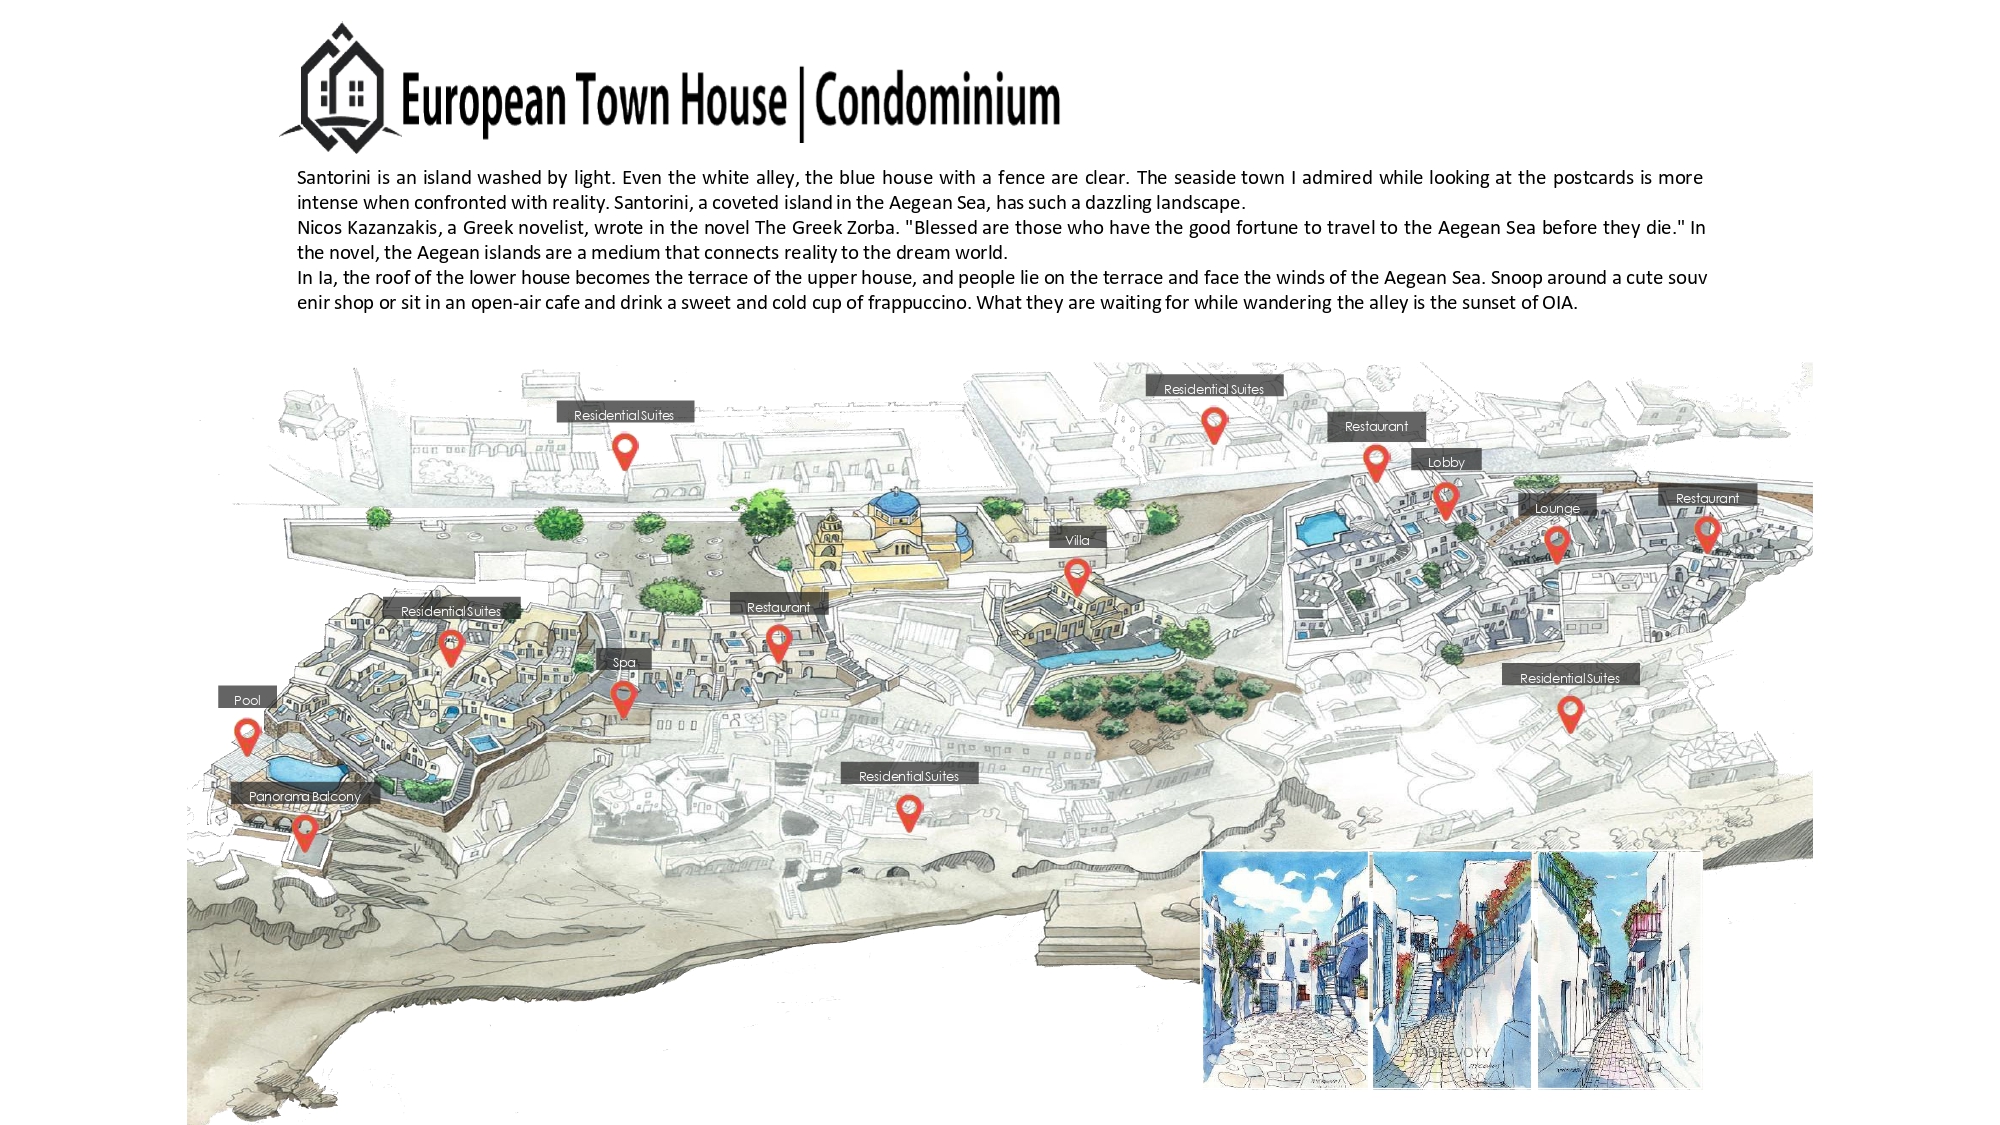 European Town House | Condominium
Santorini is an island washed by light. Even the white alley, the blue house with a fence are clear. The seaside town I admired while looking at the postcards is more
intense when confronted with reality. Santorini, a coveted island in the Aegean Sea, has such a dazzling landscape.
Nicos Kazanzakis, a Greek novelist, wrote in the novel The Greek Zorba. "Blessed are those who have the good fortune to travel to the Aegean Sea before they die." In
the novel, the Aegean islands are a medium that connects reality to the dream world.
In Ia, the roof of the lower house becomes the terrace of the upper house, and people lie on the terrace and face the winds of the Aegean Sea. Snoop around a cute souv
enir shop or sit in an open-air cafe and drink a sweet and cold cup of frappuccino. What they are waiting for while wandering the alley is the sunset of OIA.
Residential Suites
Residential Suites
Restaurant
Lobby
Restaurant
Lounge
Villa
Residential Suites
Restaurant
Spa
Residential Suites
Pool
Residential Suites
Panorama Balcony